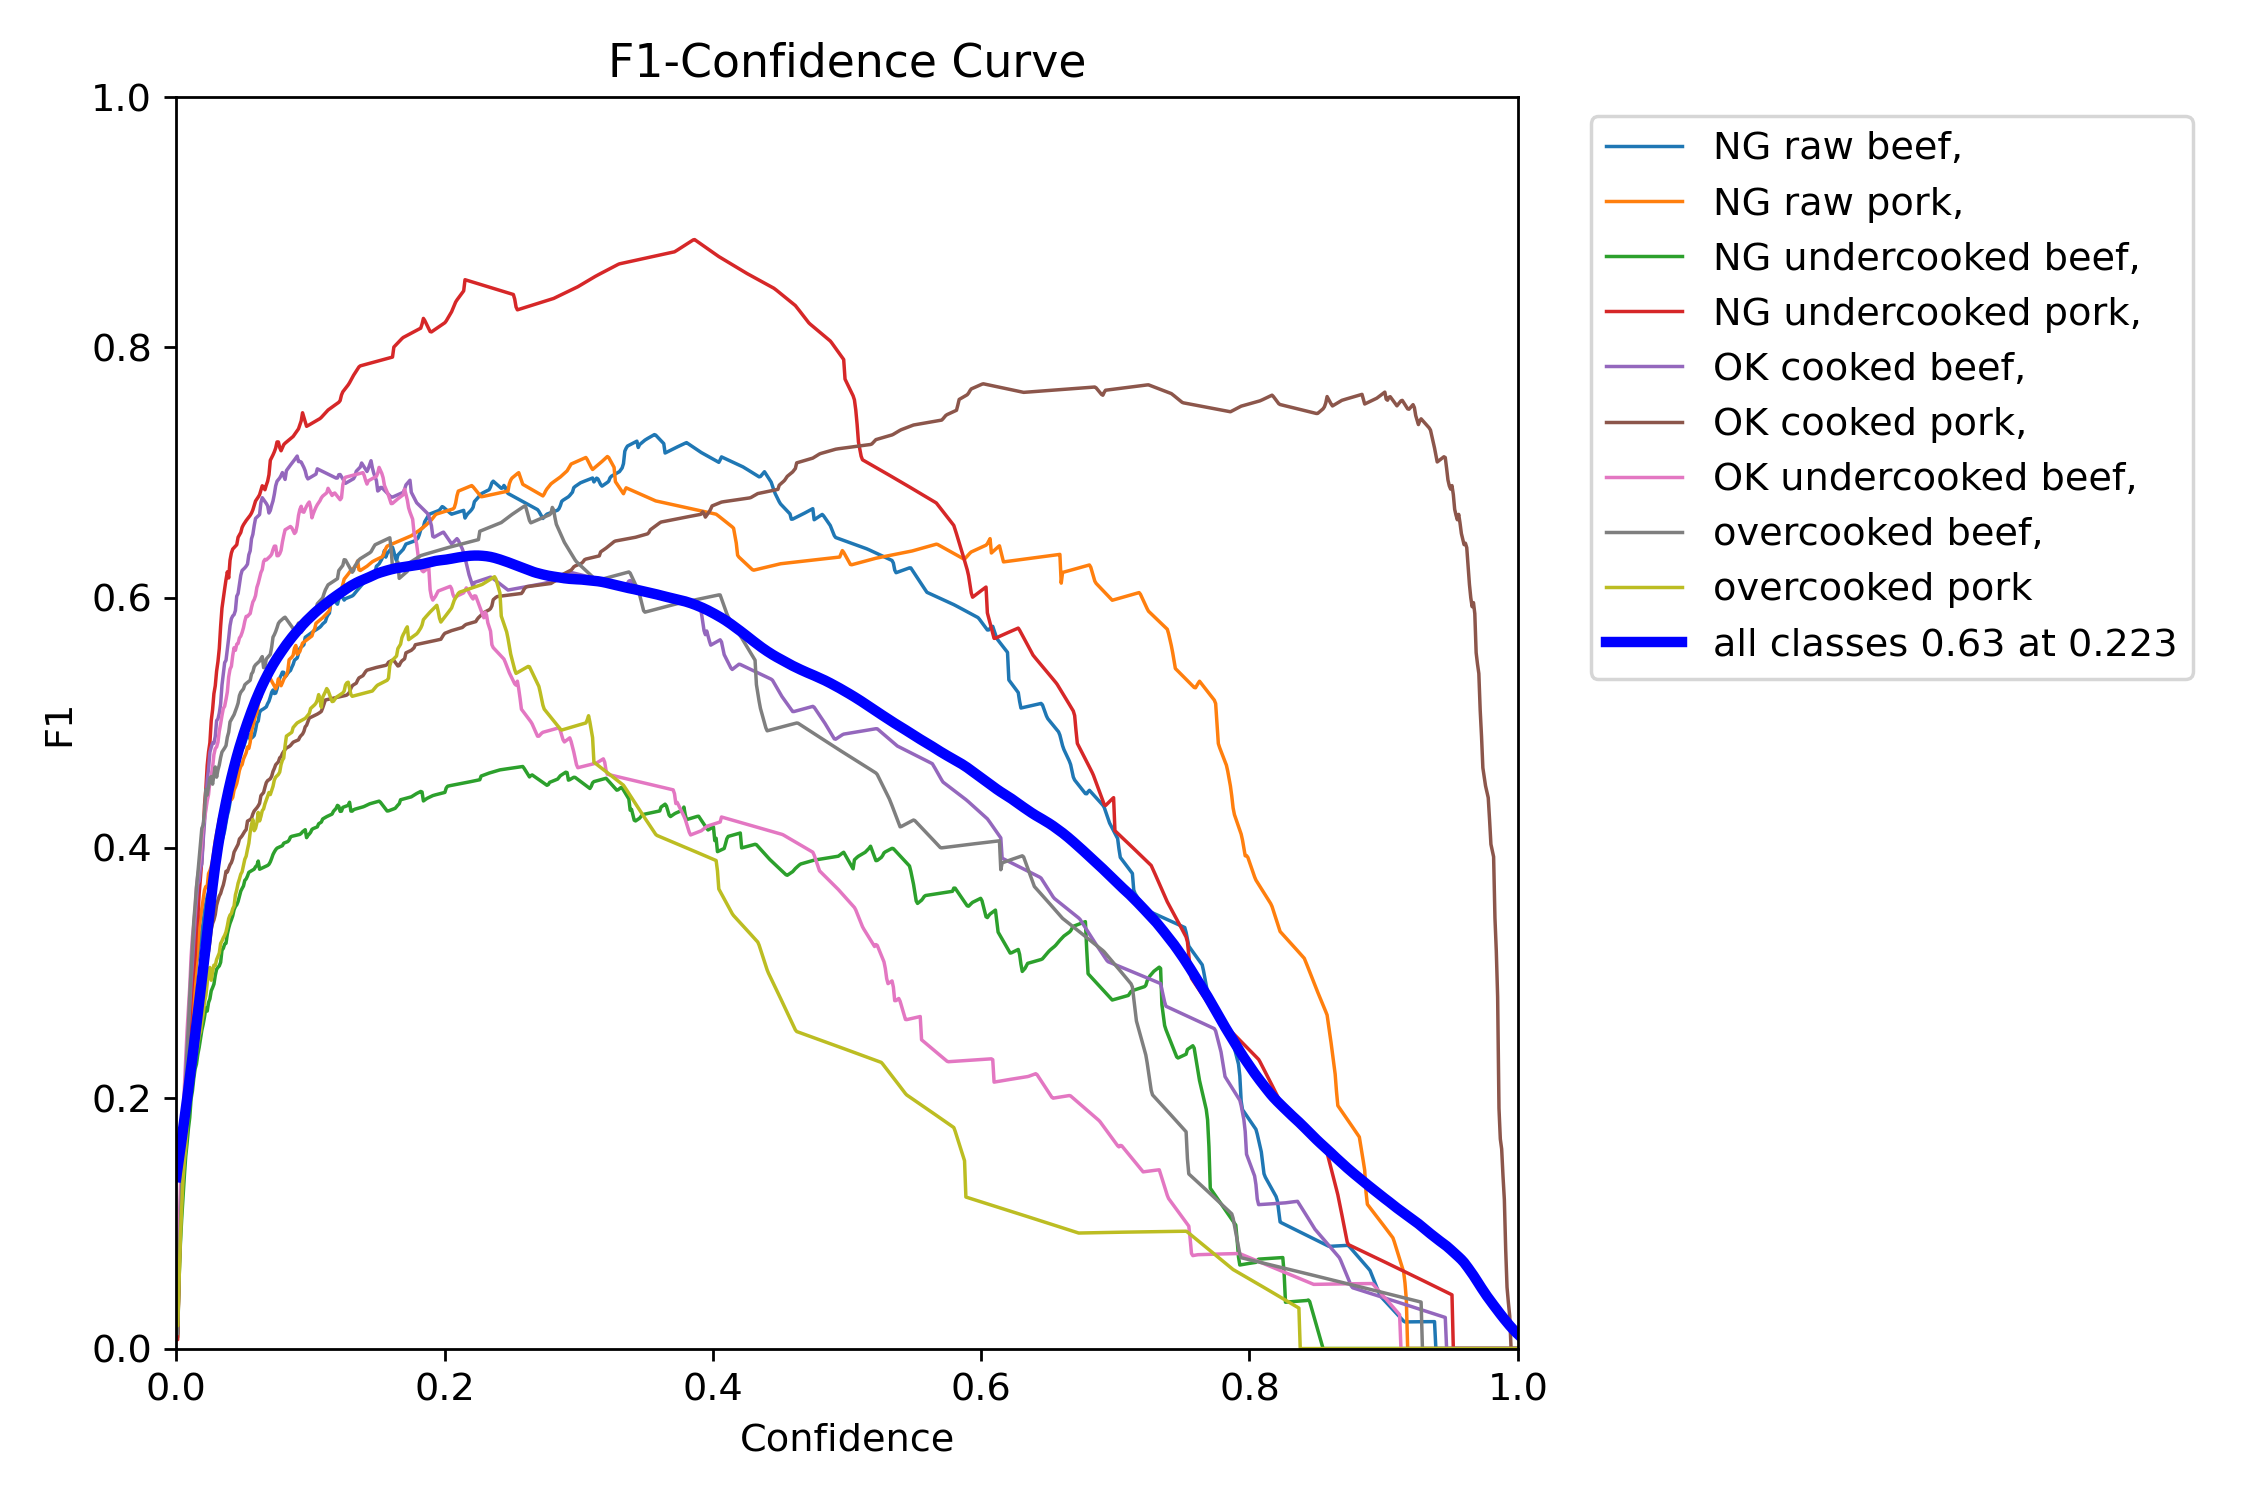 F1-Confidence Curve
1.0
0.8
0.6
0.4
0.2
0.0
F1
0.0 0.2 0.4 0.6 0.8 1.0
Confidence
NG raw beef,
NG raw pork,
NG undercooked beef,
NG undercooked pork,
OK cooked beef,
OK cooked pork,
OK undercooked beef,
overcooked beef,
overcooked pork
all classes 0.63 at 0.223